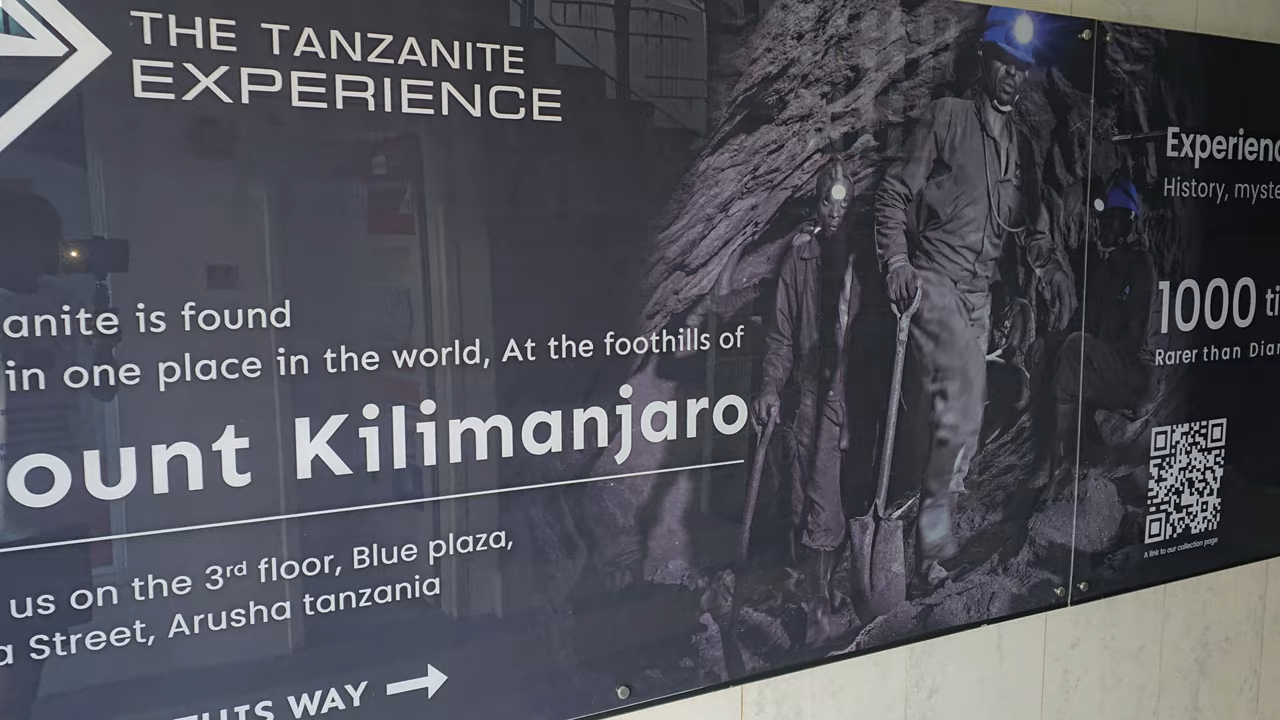 THE TANZANITE
EXPERIENCE
anite is found
in one place in the world, At the foothills of
ount Kilimanjaro
us on the 3rd floor, Blue plaza,
a Street, Arusha tanzania
THIS WAY
Experienc
History, myste
1000 ti
Rarer than Diam
A link to our collection page